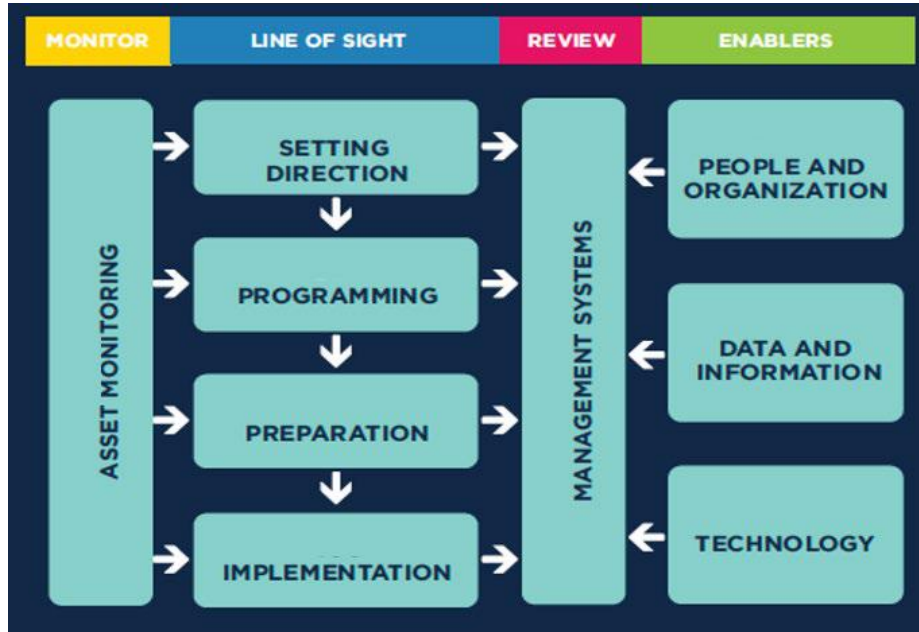 MONITOR
LINE OF SIGHT
REVIEW
ENABLERS
ASSET MONITORING
SETTING
DIRECTION
PROGRAMMING
PREPARATION
IMPLEMENTATION
MANAGEMENT SYSTEMS
PEOPLE AND
ORGANIZATION
DATA AND
INFORMATION
TECHNOLOGY